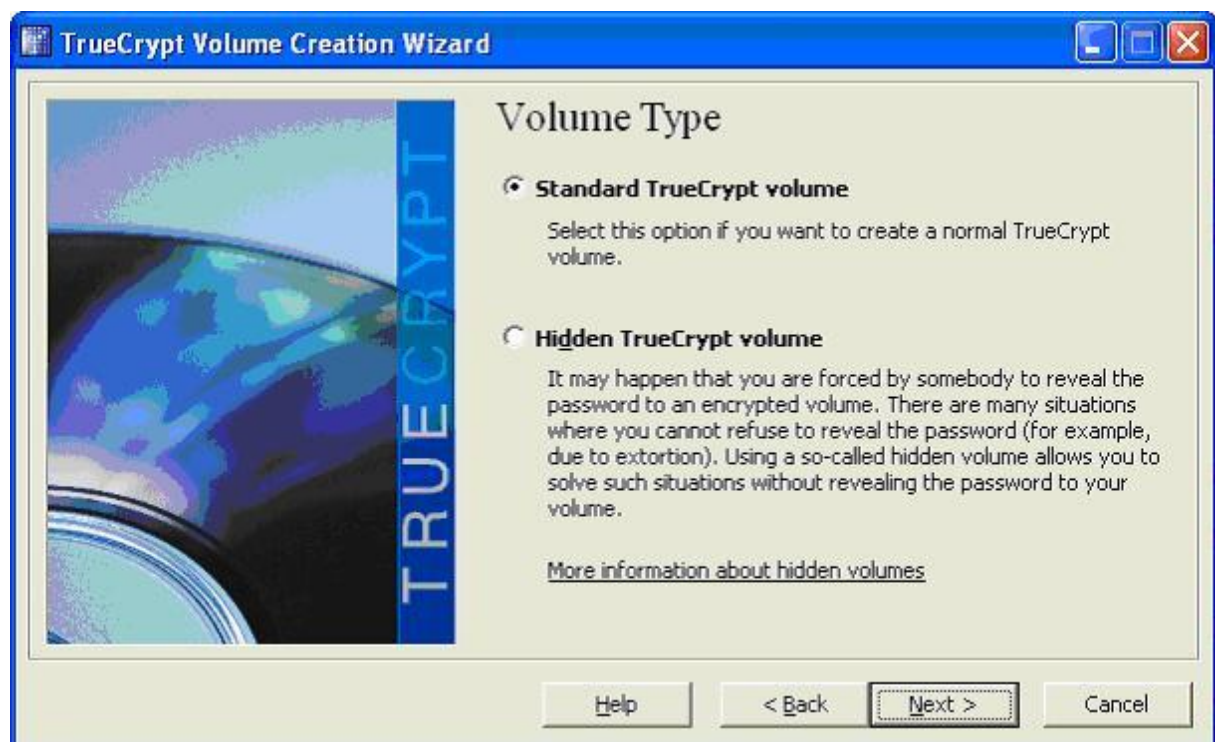 TrueCrypt Volume Creation Wizard
TRUECRYPT
Volume Type
Standard TrueCrypt volume
Select this option if you want to create a normal TrueCrypt
volume.
Hidden TrueCrypt volume
It may happen that you are forced by somebody to reveal the
password to an encrypted volume. There are many situations
where you cannot refuse to reveal the password (for example,
due to extortion). Using a so-called hidden volume allows you to
solve such situations without revealing the password to your
volume.
More information about hidden volumes
Help
< Back
Next >
Cancel